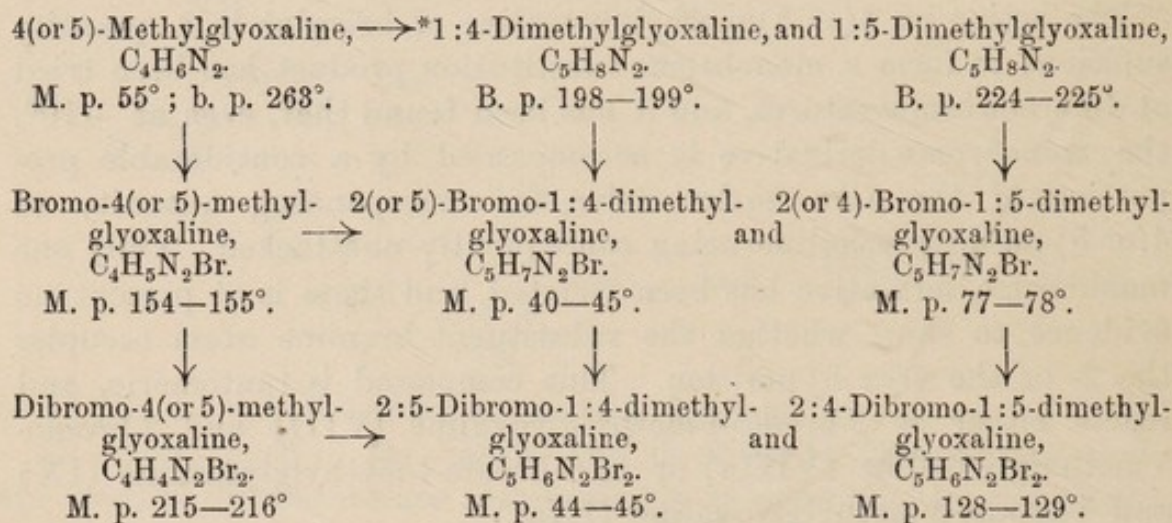 4(or 5)-Methylglyoxaline, → *1 : 4-Dimethylglyoxaline, and 1 : 5-Dimethylglyoxaline,
C₄H₆N₂. C₅H₈N₂. C₅H₈N₂.
M. p. 55° ; b. p. 263°. B. p. 198—199°. B. p. 224—225°.
↓ ↓ ↓
Bromo-4(or 5)-methyl- 2(or 5)-Bromo-1 : 4-dimethyl- 2(or 4)-Bromo-1 : 5-dimethyl-
glyoxaline, → glyoxaline, and glyoxaline,
C₄H₅N₂Br. C₅H₇N₂Br. C₅H₇N₂Br.
M. p. 154—155°. M. p. 40—45°. M. p. 77—78°.
↓ ↓ ↓
Dibromo-4(or 5)-methyl- 2:5-Dibromo-1 : 4-dimethyl- 2:4-Dibromo-1 : 5-dimethyl-
glyoxaline, → glyoxaline, and glyoxaline,
C₄H₄N₂Br₂. C₅H₆N₂Br₂. C₅H₆N₂Br₂.
M. p. 215—216° M. p. 44—45°. M. p. 128—129°.